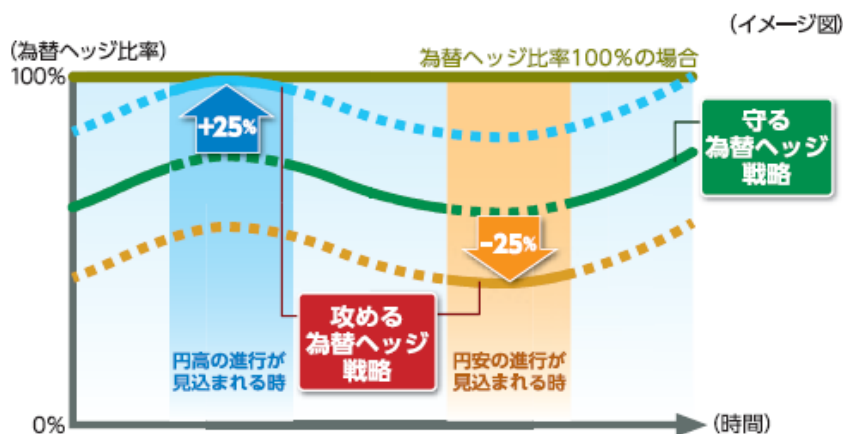 (イメージ図)
(為替ヘッジ比率)
100%
為替ヘッジ比率100%の場合
+25%
守る
為替ヘッジ
戦略
-25%
攻める
為替ヘッジ
戦略
円高の進行が
見込まれる時
円安の進行が
見込まれる時
0%
(時間)